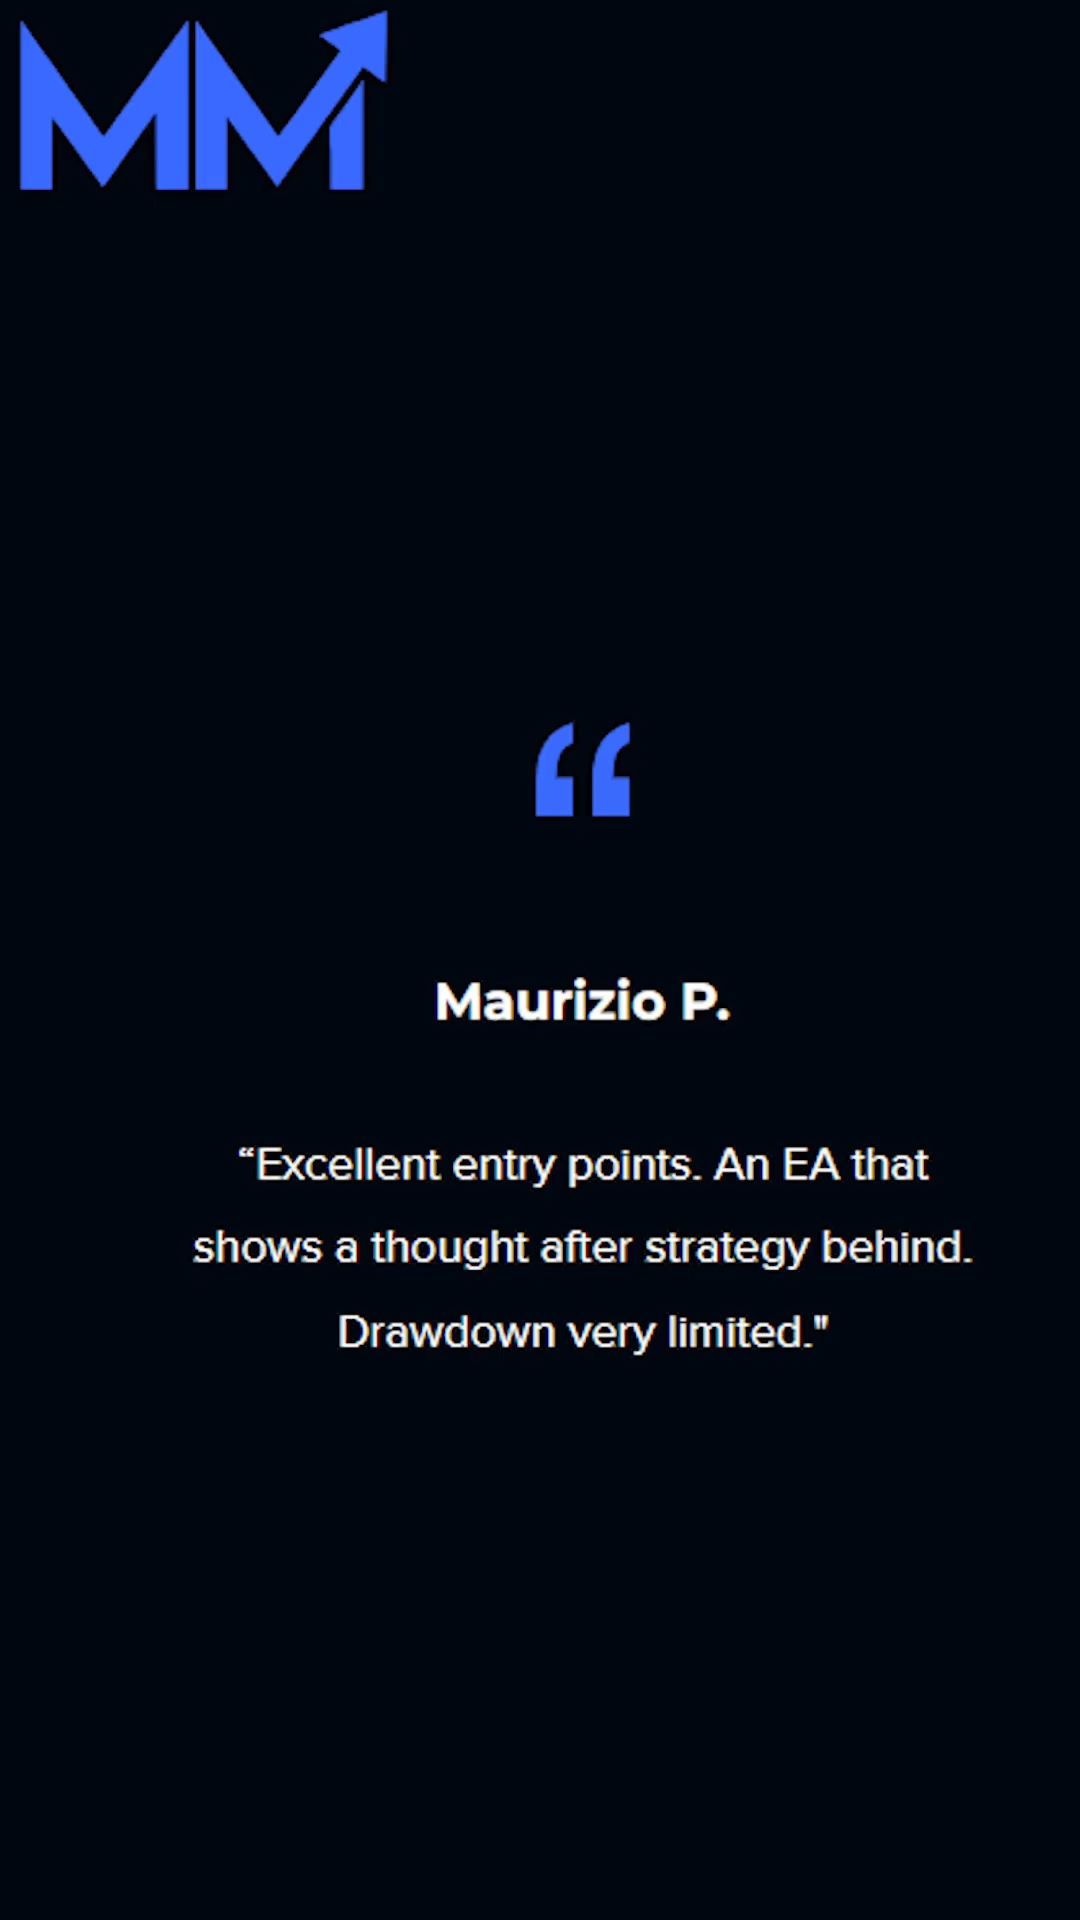 MM
“
Maurizio P.
“Excellent entry points. An EA that
shows a thought after strategy behind.
Drawdown very limited."